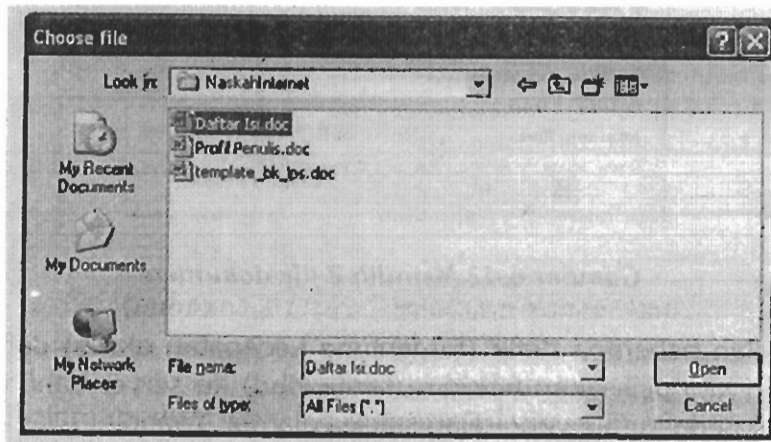 Choose file
Look in: NaskahInternet
Daftar Isi.doc
Profil Penulis.doc
template_bk_lps.doc
My Recent
Documents
My Documents
My Network
Places
File name: Daftar Isi.doc Open
Files of type: All Files (*.*) Cancel